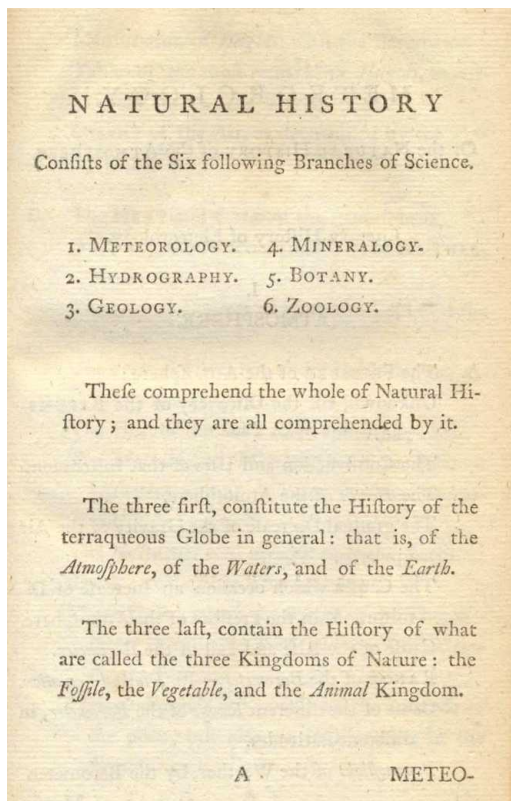 NATURAL HISTORY
Conſiſts of the Six following Branches of Science.
1. METEOROLOGY. 4. MINERALOGY.
2. HYDROGRAPHY. 5. BOTANY.
3. GEOLOGY. 6. ZOOLOGY.
Theſe comprehend the whole of Natural Hi-
ſtory; and they are all comprehended by it.
The three firſt, conſtitute the Hiſtory of the
terraqueous Globe in general: that is, of the
Atmoſphere, of the Waters, and of the Earth.
The three laſt, contain the Hiſtory of what
are called the three Kingdoms of Nature: the
Foſſile, the Vegetable, and the Animal Kingdom.
A METEO-